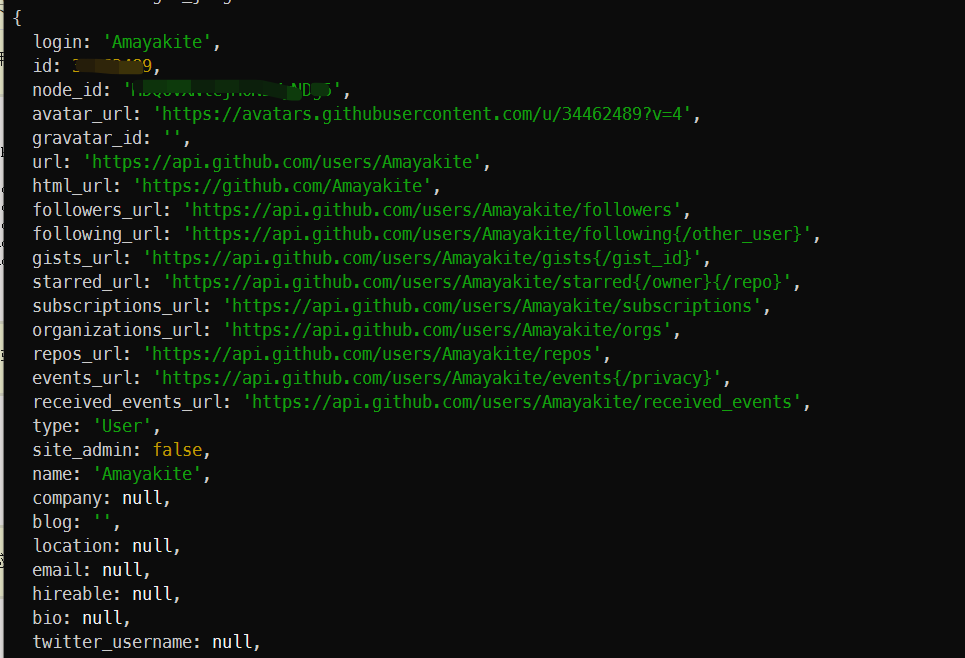 {
login: 'Amayakite',
id:
node_id:
avatar_url: 'https://avatars.githubusercontent.com/u/34462489?v=4',
gravatar_id: '',
url: 'https://api.github.com/users/Amayakite',
html_url: 'https://github.com/Amayakite',
followers_url: 'https://api.github.com/users/Amayakite/followers',
following_url: 'https://api.github.com/users/Amayakite/following{/other_user}',
gists_url: 'https://api.github.com/users/Amayakite/gists{/gist_id}',
starred_url: 'https://api.github.com/users/Amayakite/starred{/owner}{/repo}',
subscriptions_url: 'https://api.github.com/users/Amayakite/subscriptions',
organizations_url: 'https://api.github.com/users/Amayakite/orgs',
repos_url: 'https://api.github.com/users/Amayakite/repos',
events_url: 'https://api.github.com/users/Amayakite/events{/privacy}',
received_events_url: 'https://api.github.com/users/Amayakite/received_events',
type: 'User',
site_admin: false,
name: 'Amayakite',
company: null,
blog: '',
location: null,
email: null,
hireable: null,
bio: null,
twitter_username: null,